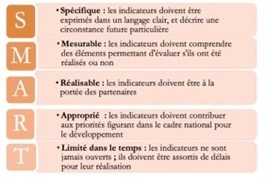 S
• Spécifique : les indicateurs doivent être
exprimés dans un langage clair, et décrire une
circonstance future particulière
M
• Mesurable : les indicateurs doivent comprendre
des éléments permettant d'évaluer s'ils ont été
réalisés ou non
A
• Réalisable : les indicateurs doivent être à la
portée des partenaires
R
• Approprié : les indicateurs doivent contribuer
aux priorités figurant dans le cadre national pour
le développement
T
• Limité dans le temps : les indicateurs ne sont
jamais ouverts ; ils doivent être assortis de délais
pour leur réalisation